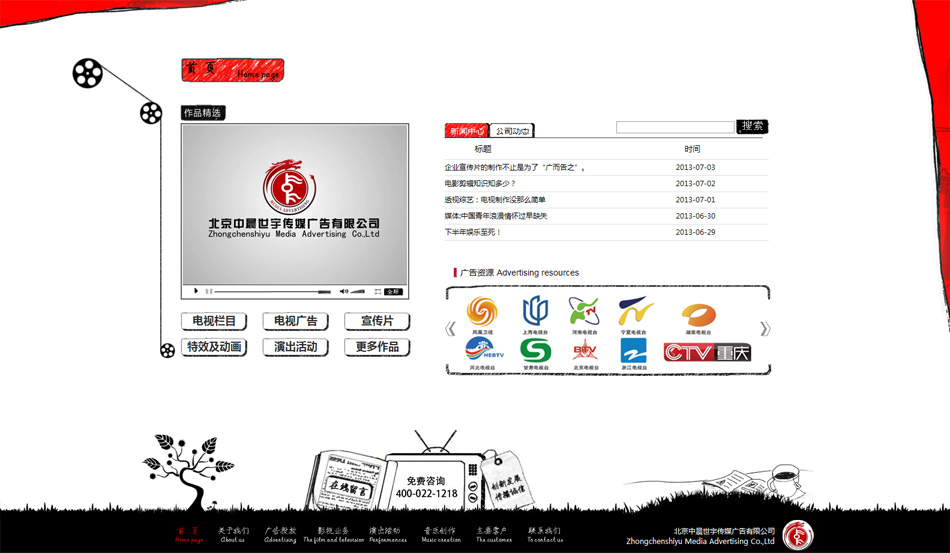 首 页
Home page
作品精选
北京中晨世宇传媒广告有限公司
Zhongchenshiyu Media Advertising Co.,Ltd
全屏
电视栏目
电视广告
宣传片
特效及动画
演出活动
更多作品
新闻中心
公司动态
搜索
标题
时间
企业宣传片的制作不止是为了“广而告之”。
2013-07-03
电影剪辑知识知多少？
2013-07-02
透视综艺：电视制作没那么简单
2013-07-01
媒体:中国青年浪漫情怀过早缺失
2013-06-30
下半年娱乐至死！
2013-06-29
广告资源 Advertising resources
凤凰卫视
上海电视台
河南电视台
宁夏电视台
湖南电视台
HEBTV
BTV
CTV重庆
河北电视台
甘肃电视台
北京电视台
浙江电视台
在线留言
免费咨询
400-022-1218
创新发展
传播诚信
首 页
Home page
关于我们
About us
广告投放
Advertising
影视业务
The film and television
演出活动
Performances
音乐创作
Music creation
主要客户
The customer
联系我们
To contact us
北京中晨世宇传媒广告有限公司
Zhongchenshiyu Media Advertising Co.,Ltd